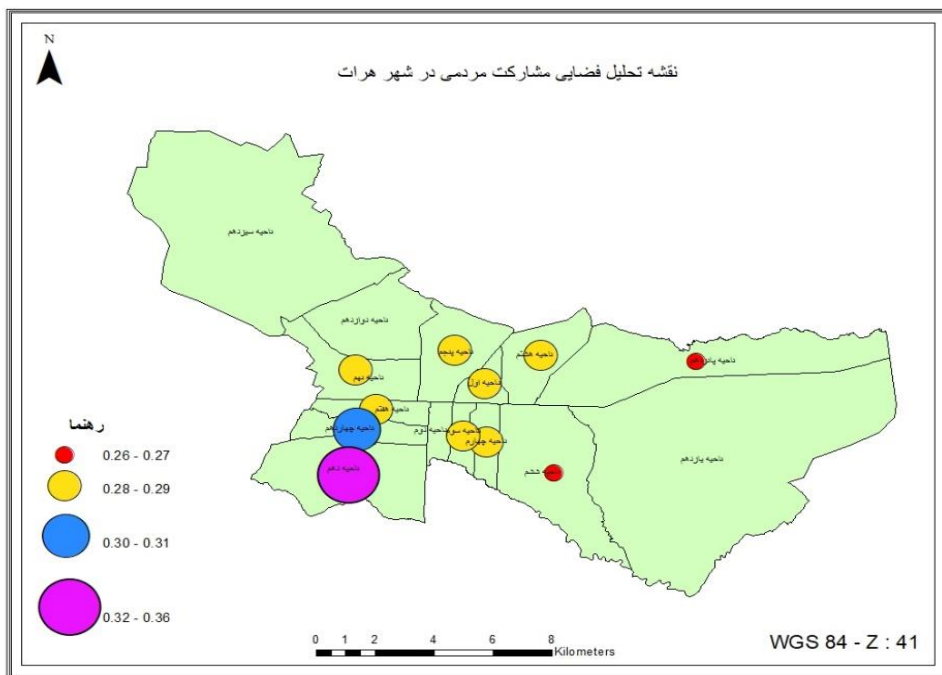 N
نقشه تحلیل فضایی مشارکت مردمی در شهر هرات
ناحیه سیزدهم
ناحیه دوازدهم
ناحیه پنجم
ناحیه هشتم
ناحیه نهم
ناحیه اول
ناحیه
ناحیه هفتم
ناحیه چهاردهم
ناحیه دوم
ناحیه سوم
ناحیه چهارم
ناحیه یازدهم
ناحیه دهم
ناحیه ششم
رهنما
0.26 - 0.27
0.28 - 0.29
0.30 - 0.31
0.32 - 0.36
0 1 2 4 6 8
Kilometers
WGS 84 - Z : 41